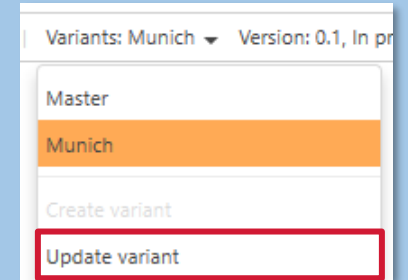 Variants: Munich Version: 0.1, In pr
Master
Munich
Create variant
Update variant